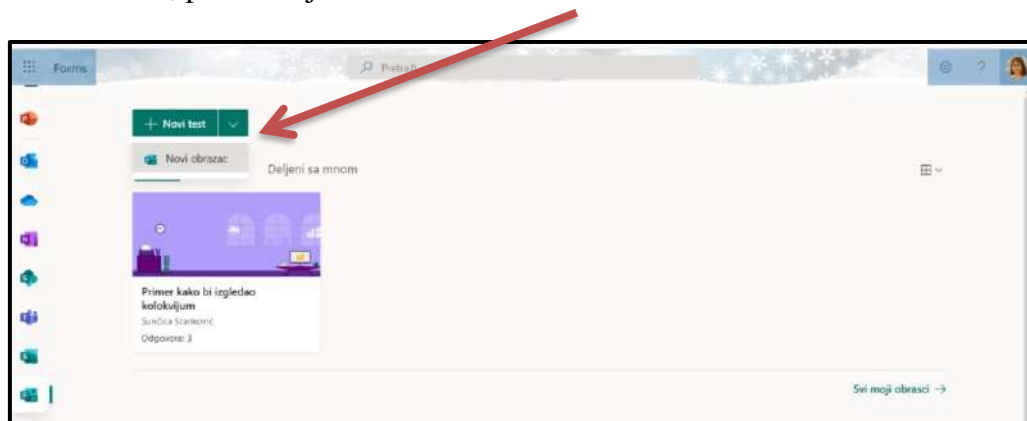 Forms
Pretraži
+ Novi test
Novi obrazac
Deljeni sa mnom
Primer kako bi izgledao
kolokvijum
Sunčica Stanković
Odgovora: 3
Svi moji obrasci →